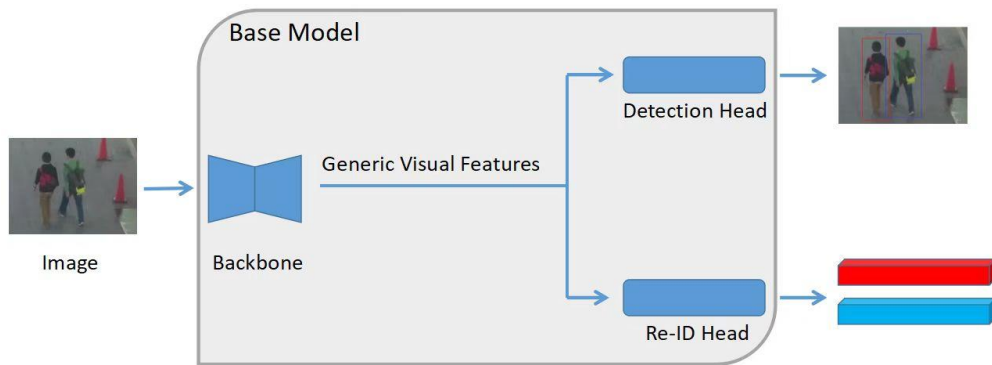 Base Model
Detection Head
Generic Visual Features
Image
Backbone
Re-ID Head